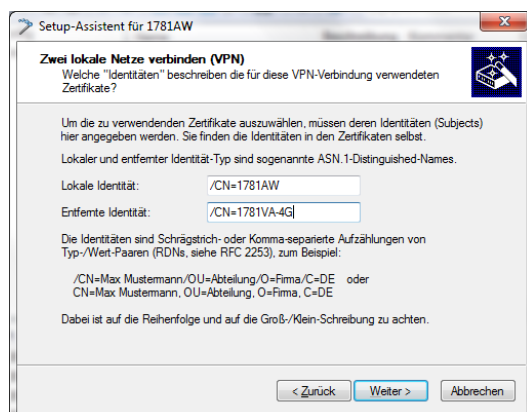 Setup-Assistent für 1781AW
Zwei lokale Netze verbinden (VPN)
Welche "Identitäten" beschreiben die für diese VPN-Verbindung verwendeten
Zertifikate?
Um die zu verwendenden Zertifikate auszuwählen, müssen deren Identitäten (Subjects)
hier angegeben werden. Sie finden die Identitäten in den Zertifikaten selbst.
Lokaler und entfernter Identität-Typ sind sogenannte ASN.1-Distinguished-Names.
Lokale Identität: /CN=1781AW
Entfernte Identität: /CN=1781VA-4G
Die Identitäten sind Schrägstrich- oder Komma-separierte Aufzählungen von
Typ-/Wert-Paaren (RDNs, siehe RFC 2253), zum Beispiel:
/CN=Max Mustermann/OU=Abteilung/O=Firma/C=DE oder
CN=Max Mustermann, OU=Abteilung, O=Firma, C=DE
Dabei ist auf die Reihenfolge und auf die Groß-/Klein-Schreibung zu achten.
< Zurück Weiter > Abbrechen